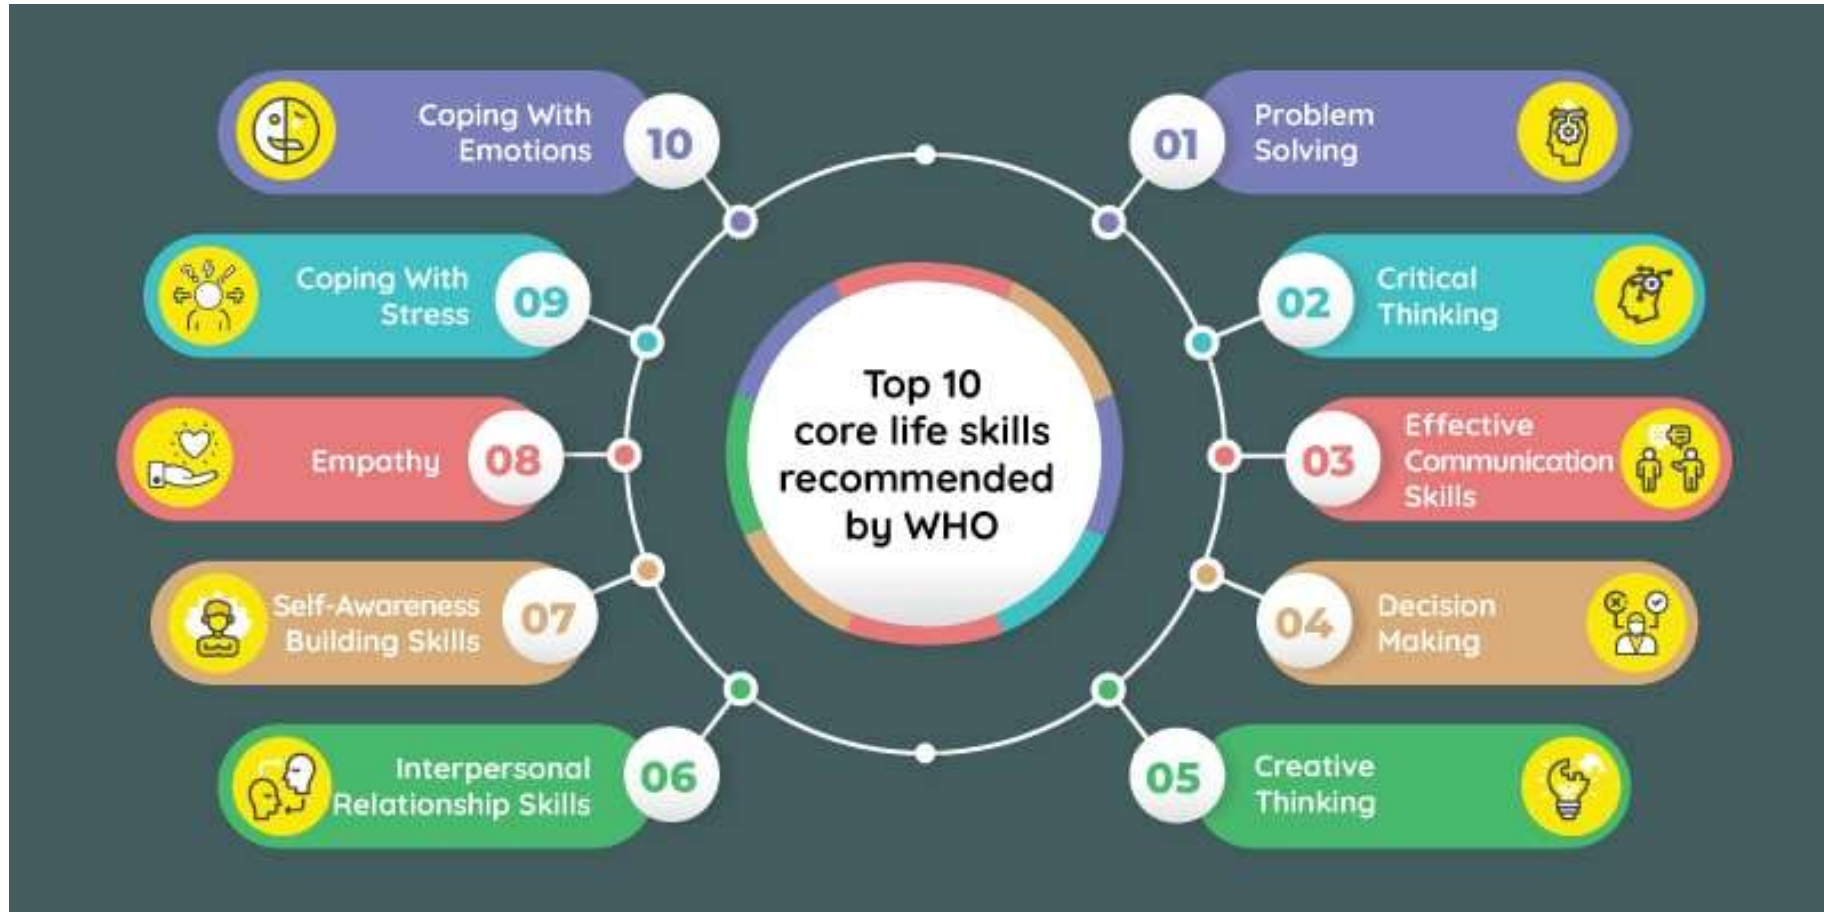 Top 10
core life skills
recommended
by WHO
01
Problem
Solving
02
Critical
Thinking
03
Effective
Communication
Skills
04
Decision
Making
05
Creative
Thinking
06
Interpersonal
Relationship Skills
07
Self-Awareness
Building Skills
08
Empathy
09
Coping With
Stress
10
Coping With
Emotions